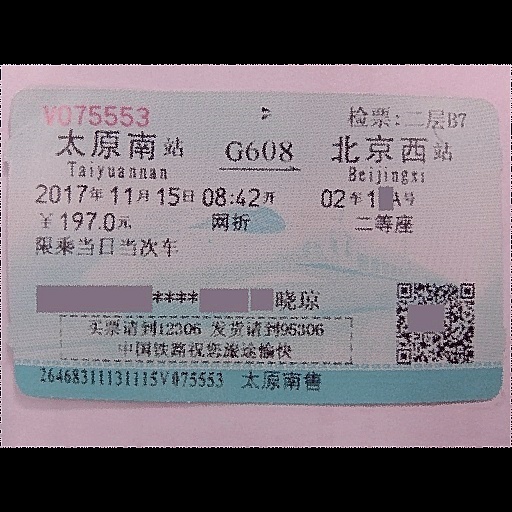 V075553 检票:二层B7
太原南站 G608 北京西站
Taiyuannan Beijingxi
2017年11月15日08:42开 02车1 A号
￥197.0元 网折 二等座
限乘当日当次车
**** 晓琼
买票请到12306 发货请到95306
中国铁路祝您旅途愉快
26468311131115V075553 太原南售